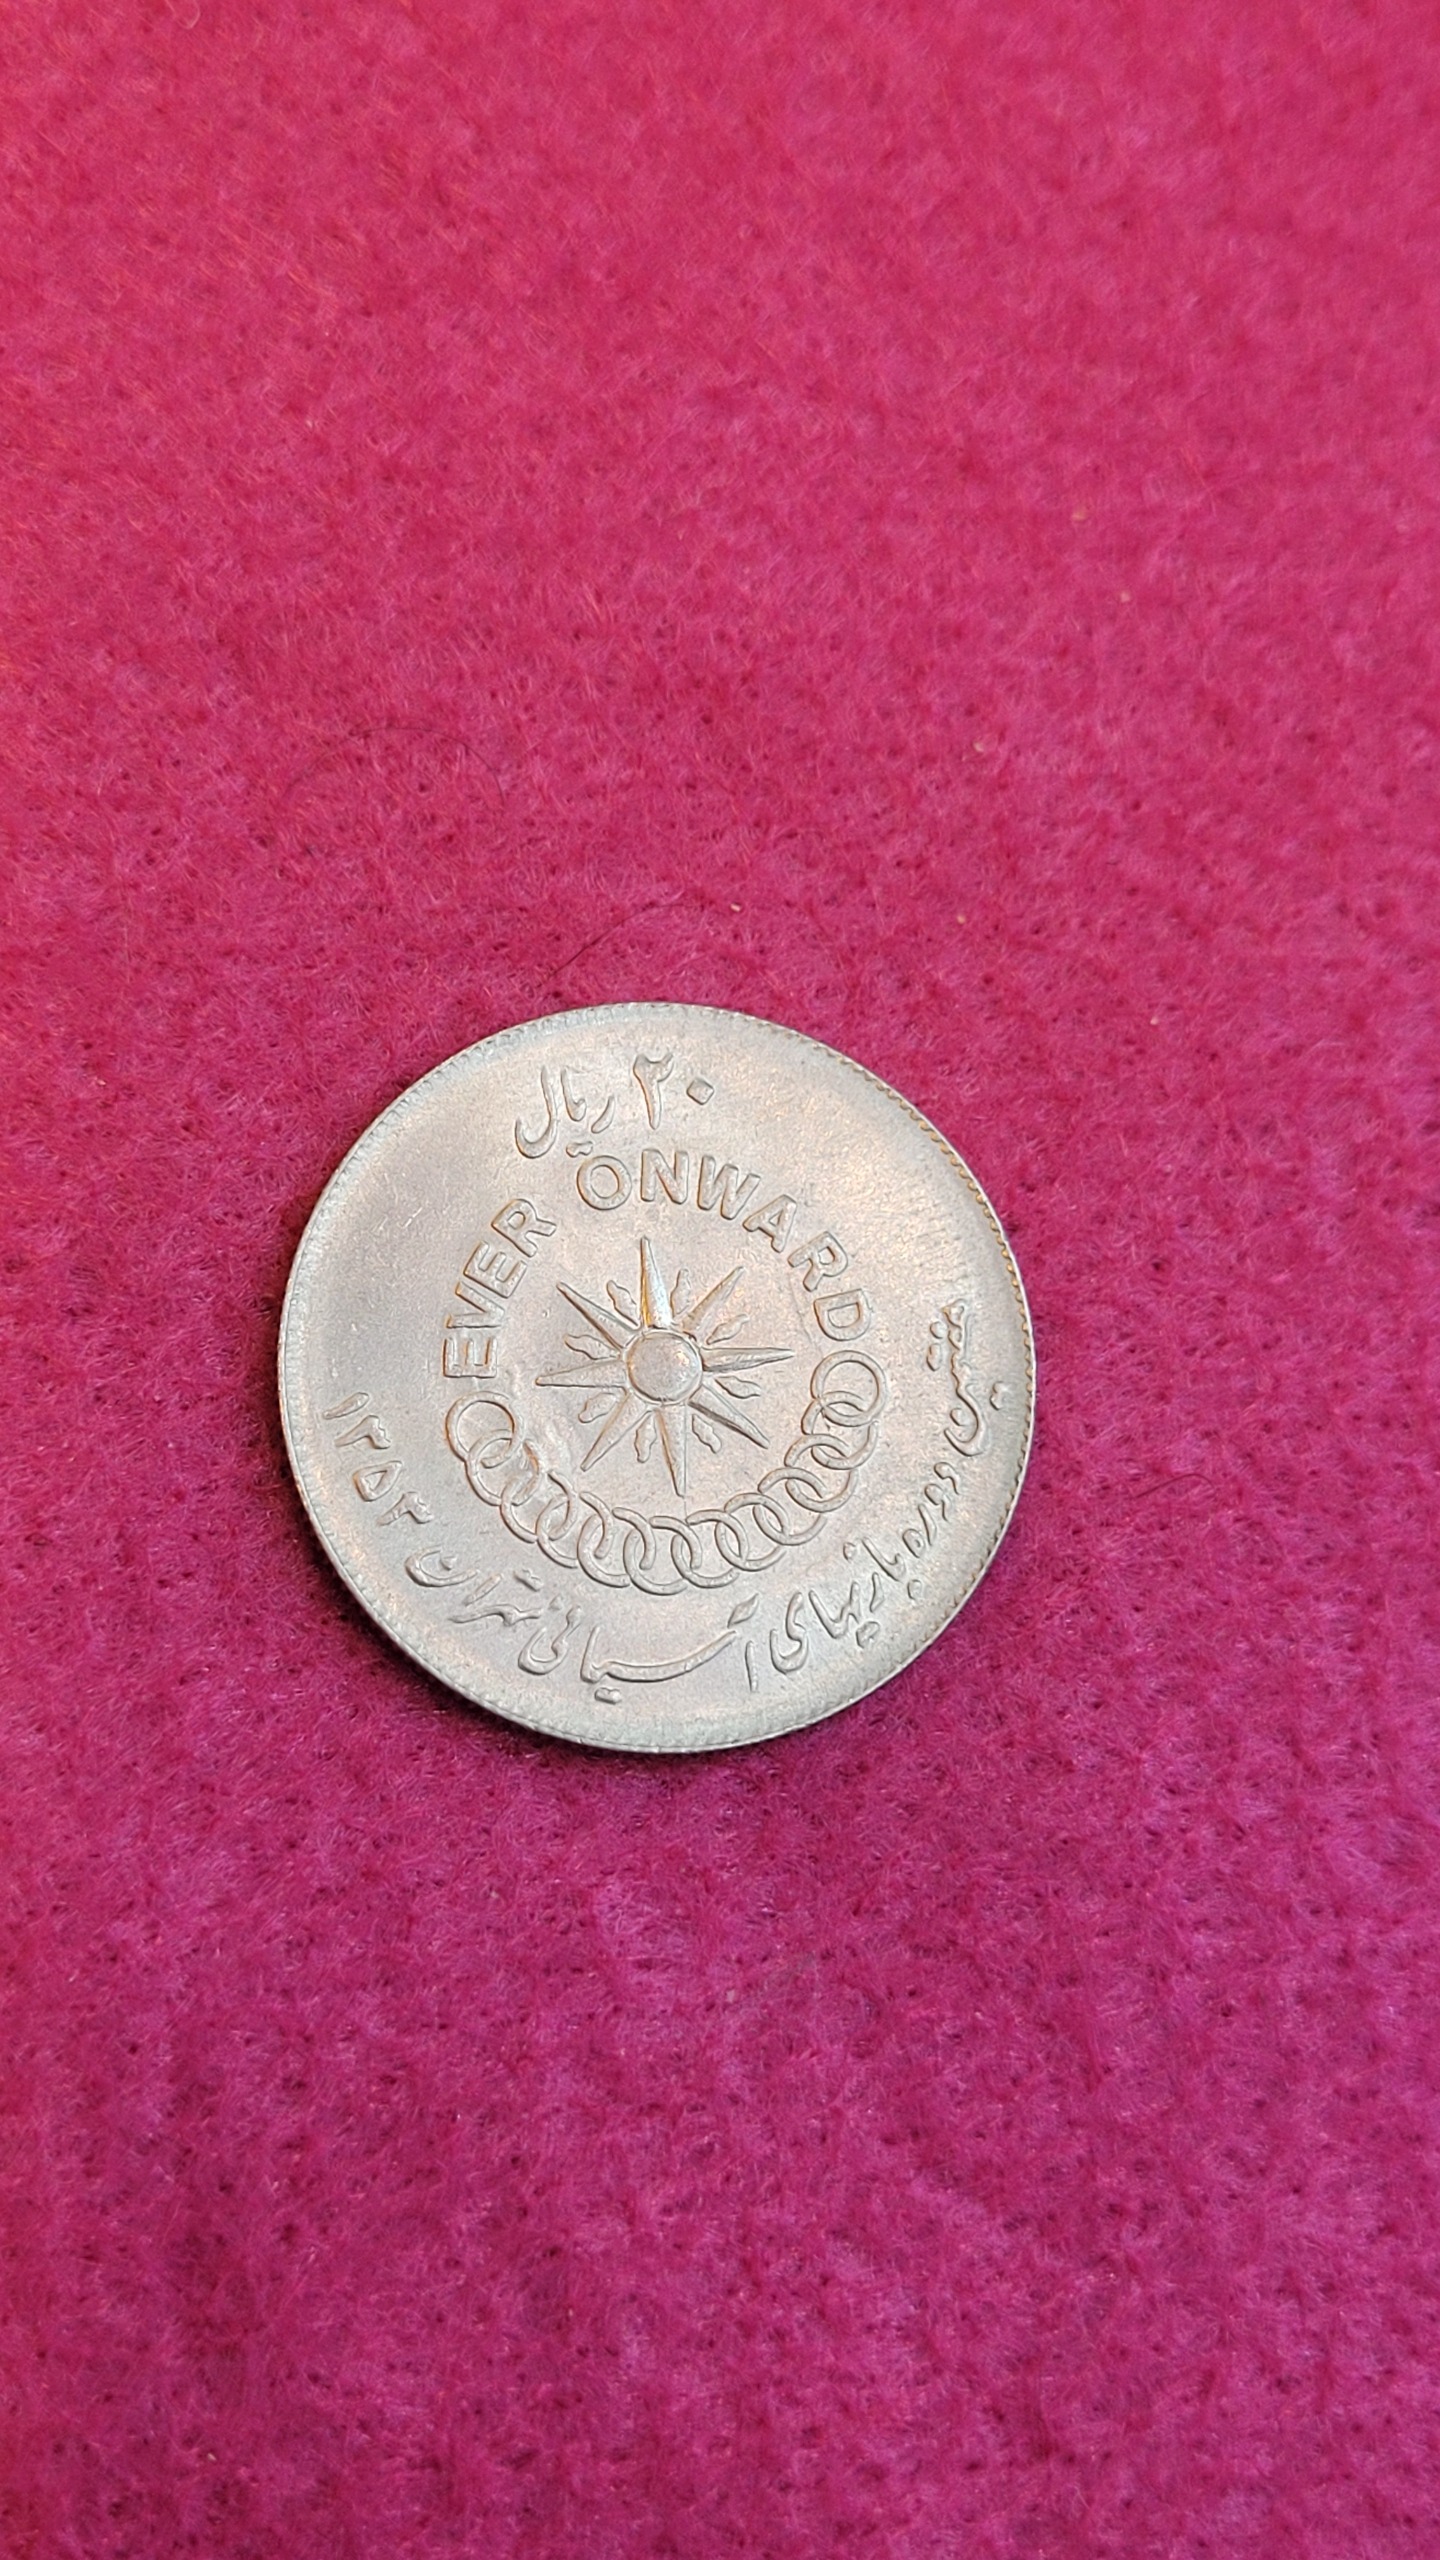 ۲۰ ریال
EVER ONWARD
هفتمین دوره بازیهای آسیائی تهران ۱۳۵۳